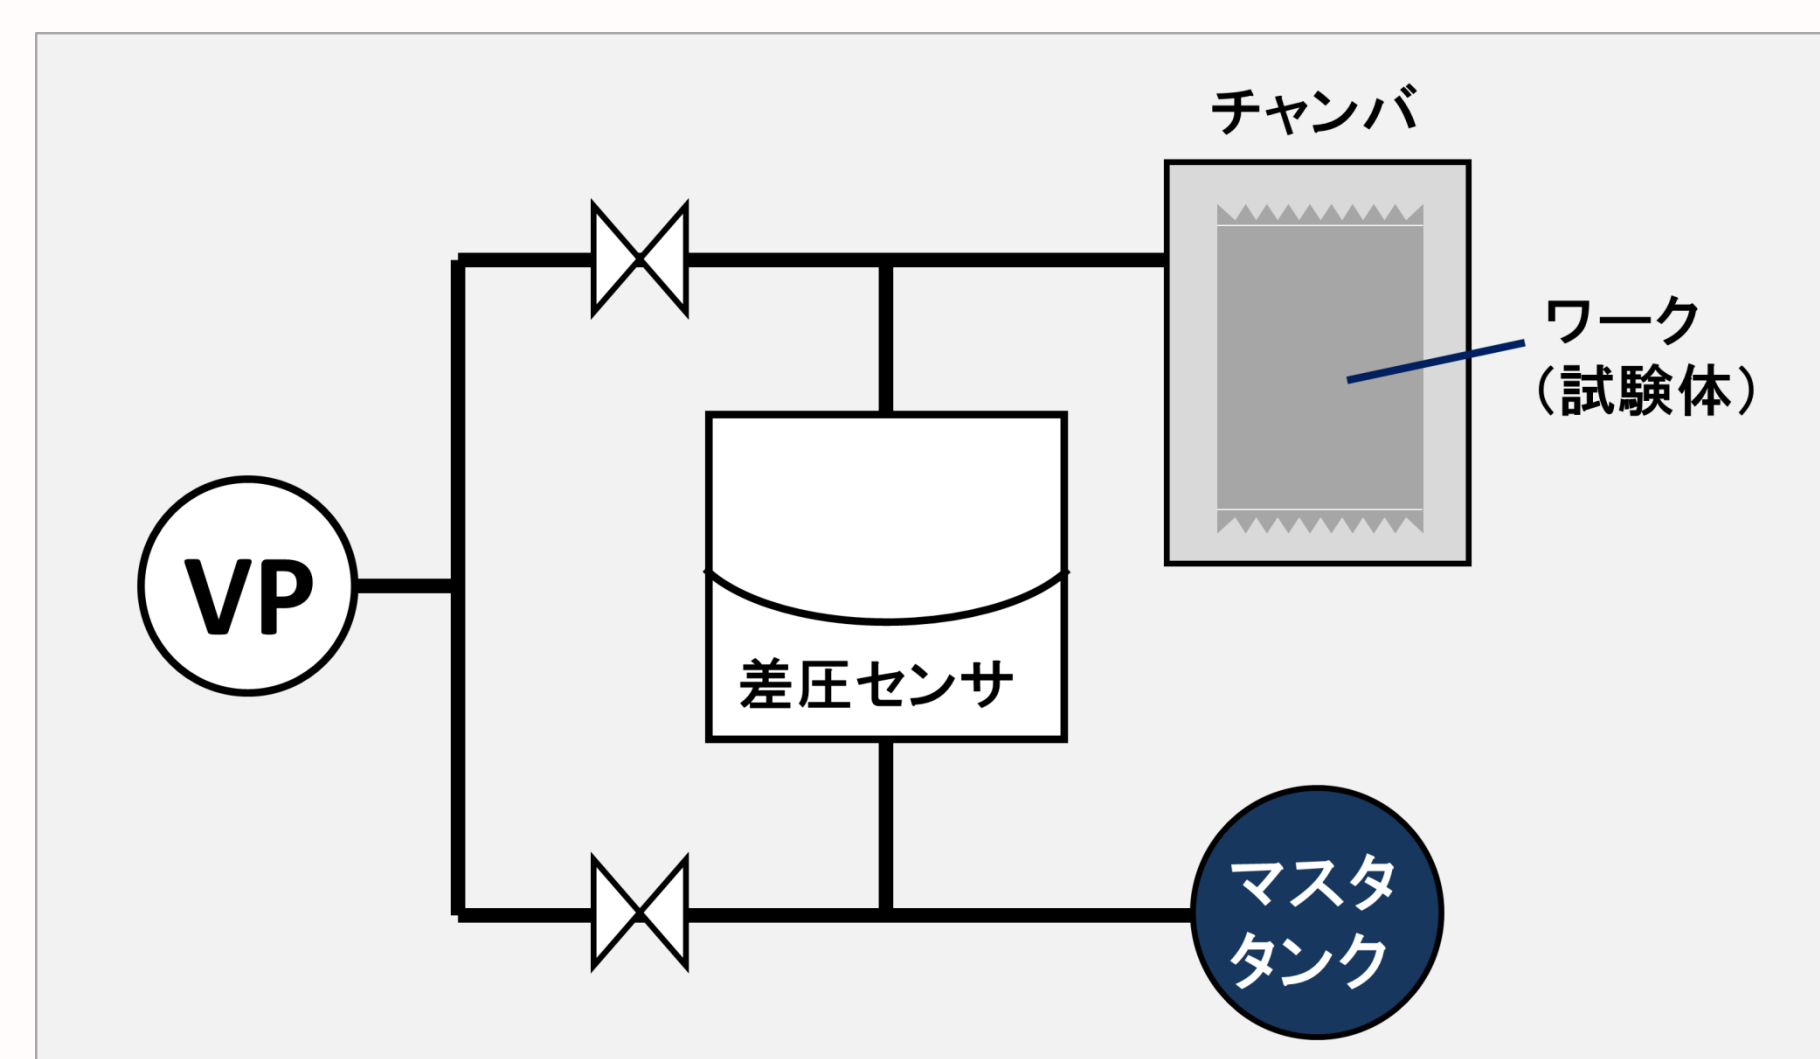 チャンバ
ワーク
（試験体）
VP
差圧センサ
マスタ
タンク